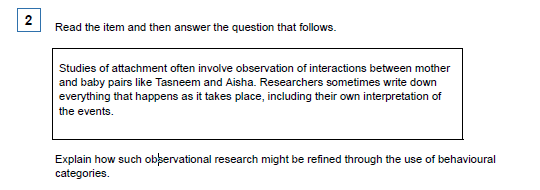 2
Read the item and then answer the question that follows.
Studies of attachment often involve observation of interactions between mother
and baby pairs like Tasneem and Aisha. Researchers sometimes write down
everything that happens as it takes place, including their own interpretation of
the events.
Explain how such observational research might be refined through the use of behavioural
categories.